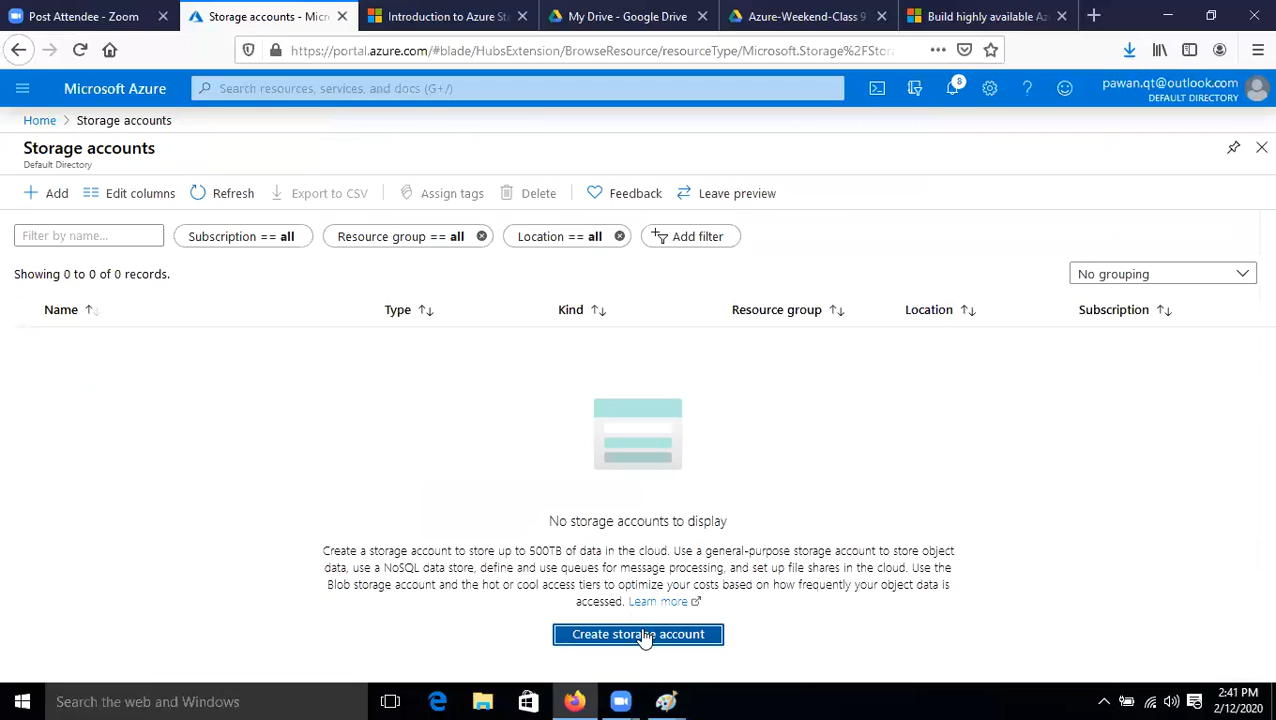 Post Attendee - Zoom
Storage accounts - Micr
Introduction to Azure St
My Drive - Google Drive
Azure-Weekend-Class 9
Build highly available Az
https://portal.azure.com/#blade/HubsExtension/BrowseResource/resourceType/Microsoft.Storage%2FStor
Microsoft Azure
Search resources, services, and docs (G+/)
8
pawan.qt@outlook.com
DEFAULT DIRECTORY
Home > Storage accounts
Storage accounts
Default Directory
Add
Edit columns
Refresh
Export to CSV
Assign tags
Delete
Feedback
Leave preview
Filter by name...
Subscription == all
Resource group == all
Location == all
Add filter
Showing 0 to 0 of 0 records.
No grouping
Name
Type
Kind
Resource group
Location
Subscription
No storage accounts to display
Create a storage account to store up to 500TB of data in the cloud. Use a general-purpose storage account to store object
data, use a NoSQL data store, define and use queues for message processing, and set up file shares in the cloud. Use the
Blob storage account and the hot or cool access tiers to optimize your costs based on how frequently your object data is
accessed. Learn more
Create storage account
Search the web and Windows
2:41 PM
2/12/2020